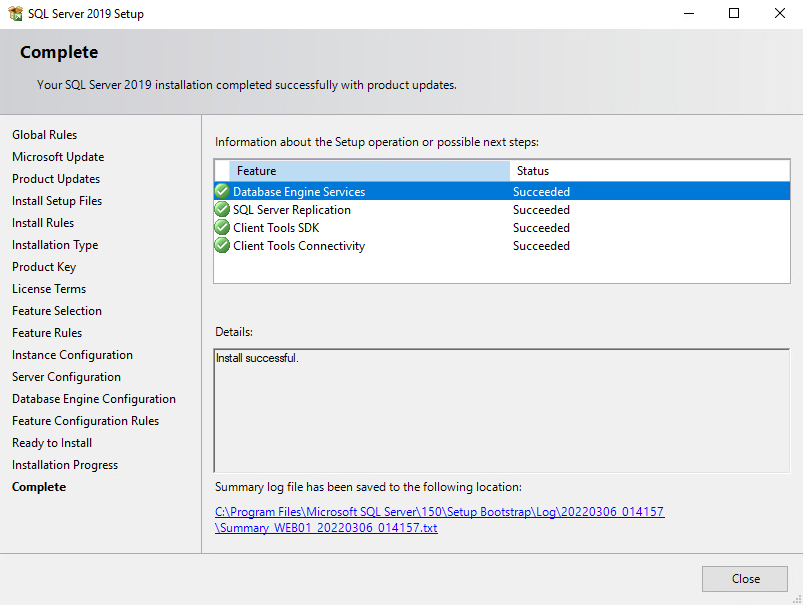 SQL Server 2019 Setup
Complete
Your SQL Server 2019 installation completed successfully with product updates.
Global Rules
Microsoft Update
Product Updates
Install Setup Files
Install Rules
Installation Type
Product Key
License Terms
Feature Selection
Feature Rules
Instance Configuration
Server Configuration
Database Engine Configuration
Feature Configuration Rules
Ready to Install
Installation Progress
Complete
Information about the Setup operation or possible next steps:
Feature Status
Database Engine Services Succeeded
SQL Server Replication Succeeded
Client Tools SDK Succeeded
Client Tools Connectivity Succeeded
Details:
Install successful.
Summary log file has been saved to the following location:
C:\Program Files\Microsoft SQL Server\150\Setup Bootstrap\Log\20220306_014157
\Summary_WEB01_20220306_014157.txt
Close